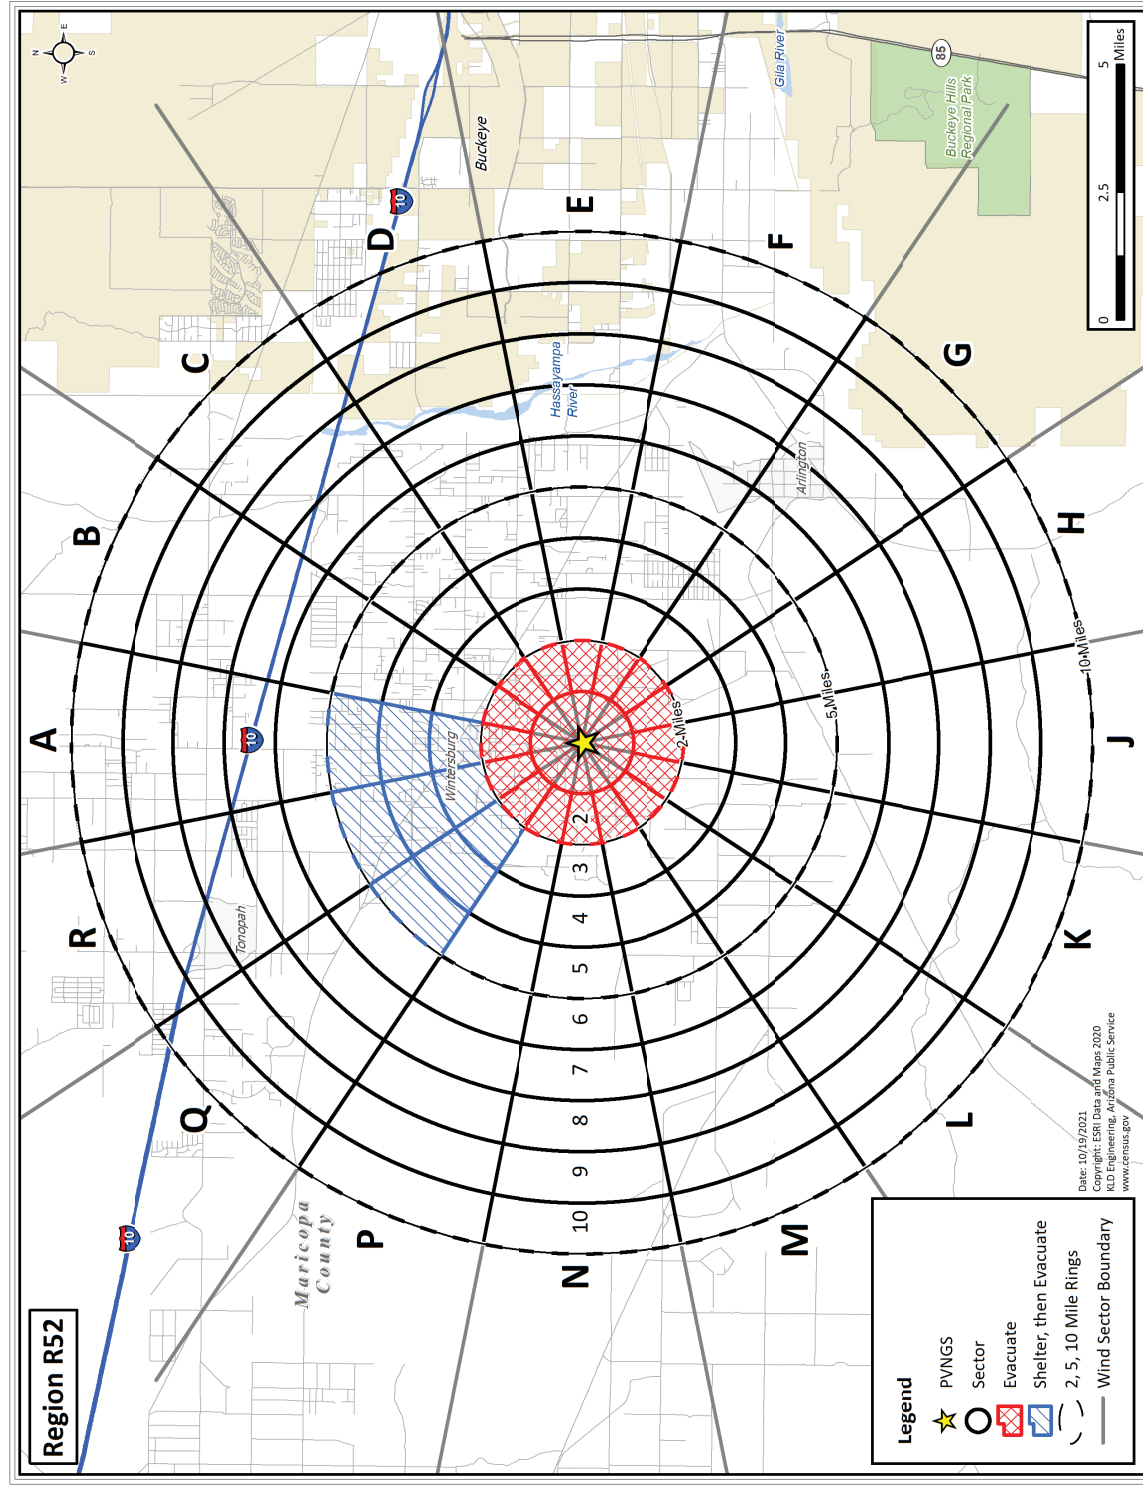 Region R52
N
E
S
W
A
B
C
D
E
F
G
H
J
K
L
M
N
P
Q
R
10
10
10
10
85
Buckeye
Gila River
Buckeye Hills
Regional Park
Hassayampa
River
Arlington
Wintersburg
Tonopah
Maricopa
County
2
3
4
5
6
7
8
9
10
2-Miles
5 Miles
10 Miles
0
2.5
5
Miles
Legend
PVNGS
Sector
Evacuate
Shelter, then Evacuate
2, 5, 10 Mile Rings
Wind Sector Boundary
Date: 10/19/2021
Copyright: ESRI Data and Maps 2020
KLD Engineering, Arizona Public Service
www.census.gov